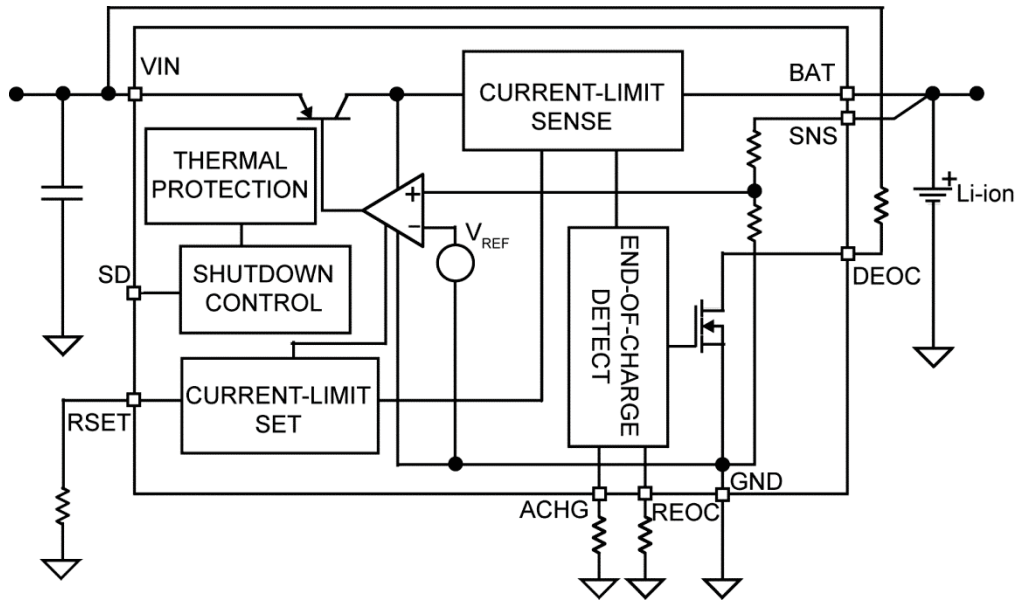 VIN
BAT
CURRENT-LIMIT
SENSE
SNS
THERMAL
PROTECTION
+
−
VREF
+
Li-ion
SD
SHUTDOWN
CONTROL
END-OF-CHARGE
DETECT
DEOC
RSET
CURRENT-LIMIT
SET
GND
ACHG
REOC